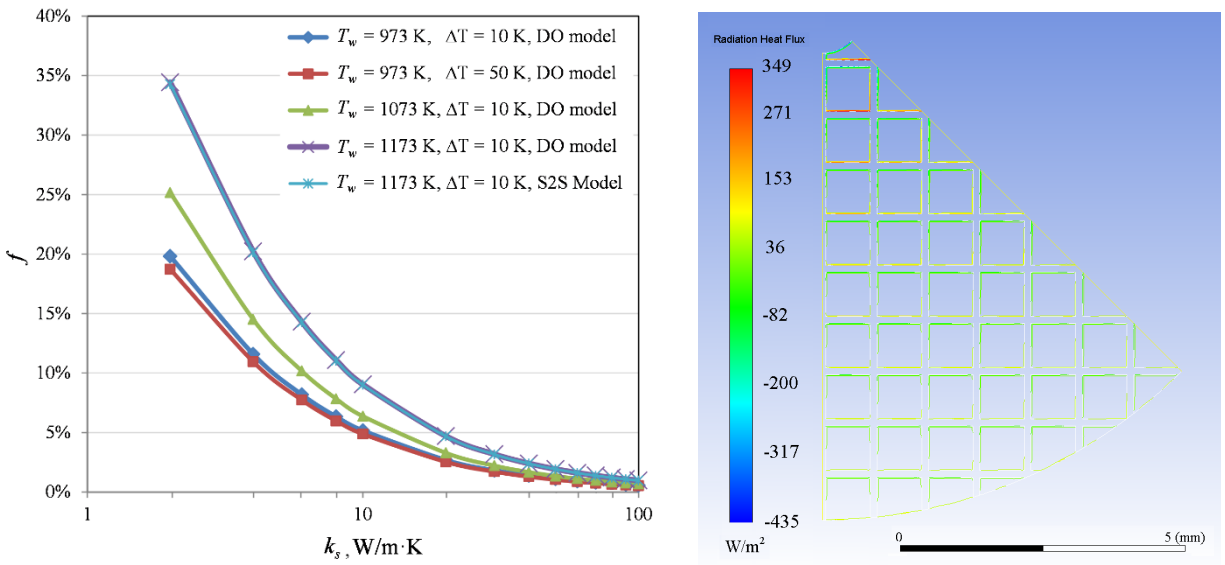 40%
35%
30%
25%
20%
15%
10%
5%
0%
f
1
10
100
k_s, W/m·K
T_w = 973 K, ΔT = 10 K, DO model
T_w = 973 K, ΔT = 50 K, DO model
T_w = 1073 K, ΔT = 10 K, DO model
T_w = 1173 K, ΔT = 10 K, DO model
T_w = 1173 K, ΔT = 10 K, S2S Model
Radiation Heat Flux
349
271
153
36
-82
-200
-317
-435
W/m²
0
5 (mm)